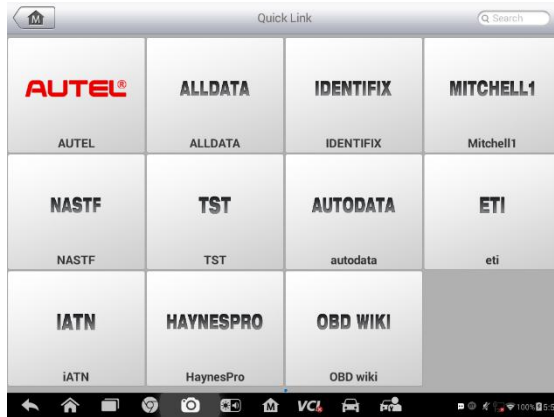 Quick Link
Search
AUTEL® ALLDATA IDENTIFIX MITCHELL1
AUTEL ALLDATA IDENTIFIX Mitchell1
NASTF TST AUTODATA ETI
NASTF TST autodata eti
IATN HAYNESPRO OBD WIKI
iATN HaynesPro OBD wiki
VCI 100%